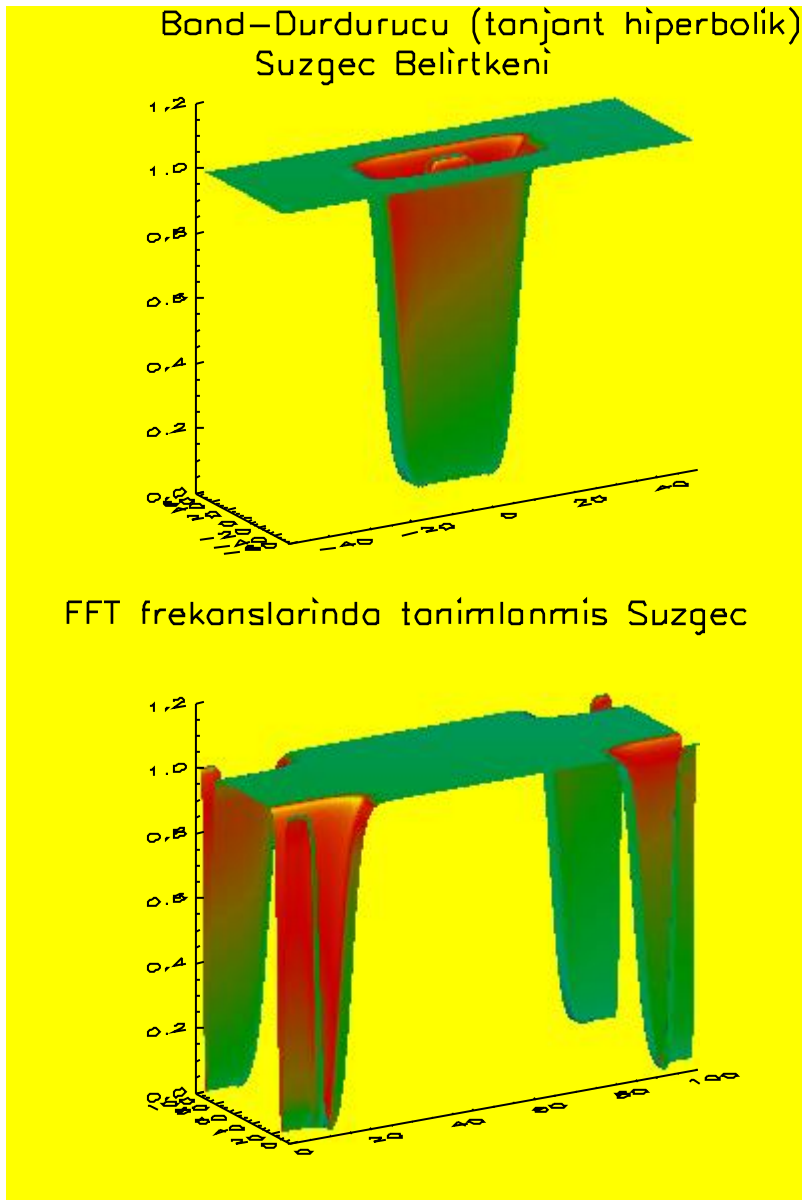 Band-Durdurucu (tanjant hiperbolik)
Suzgec Belirtkeni
1.2
1.0
0.8
0.6
0.4
0.2
0.0
-40 -20 0 20 40
FFT frekanslarinda tanimlanmis Suzgec
1.2
1.0
0.8
0.6
0.4
0.2
0.0
0 20 40 60 80 100